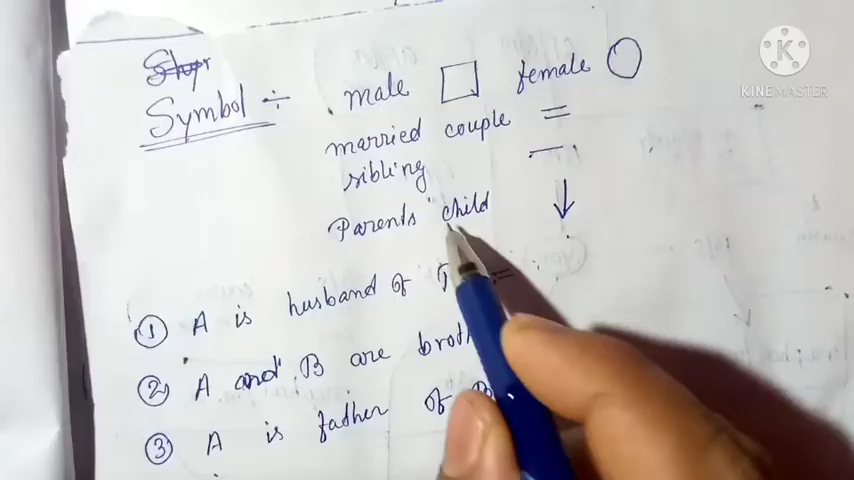 Symbol ÷ male □ female ○
married couple =
sibling —
Parents child ↓
① A is husband of =
② A and B are broth
③ A is father of
K
KINEMASTER